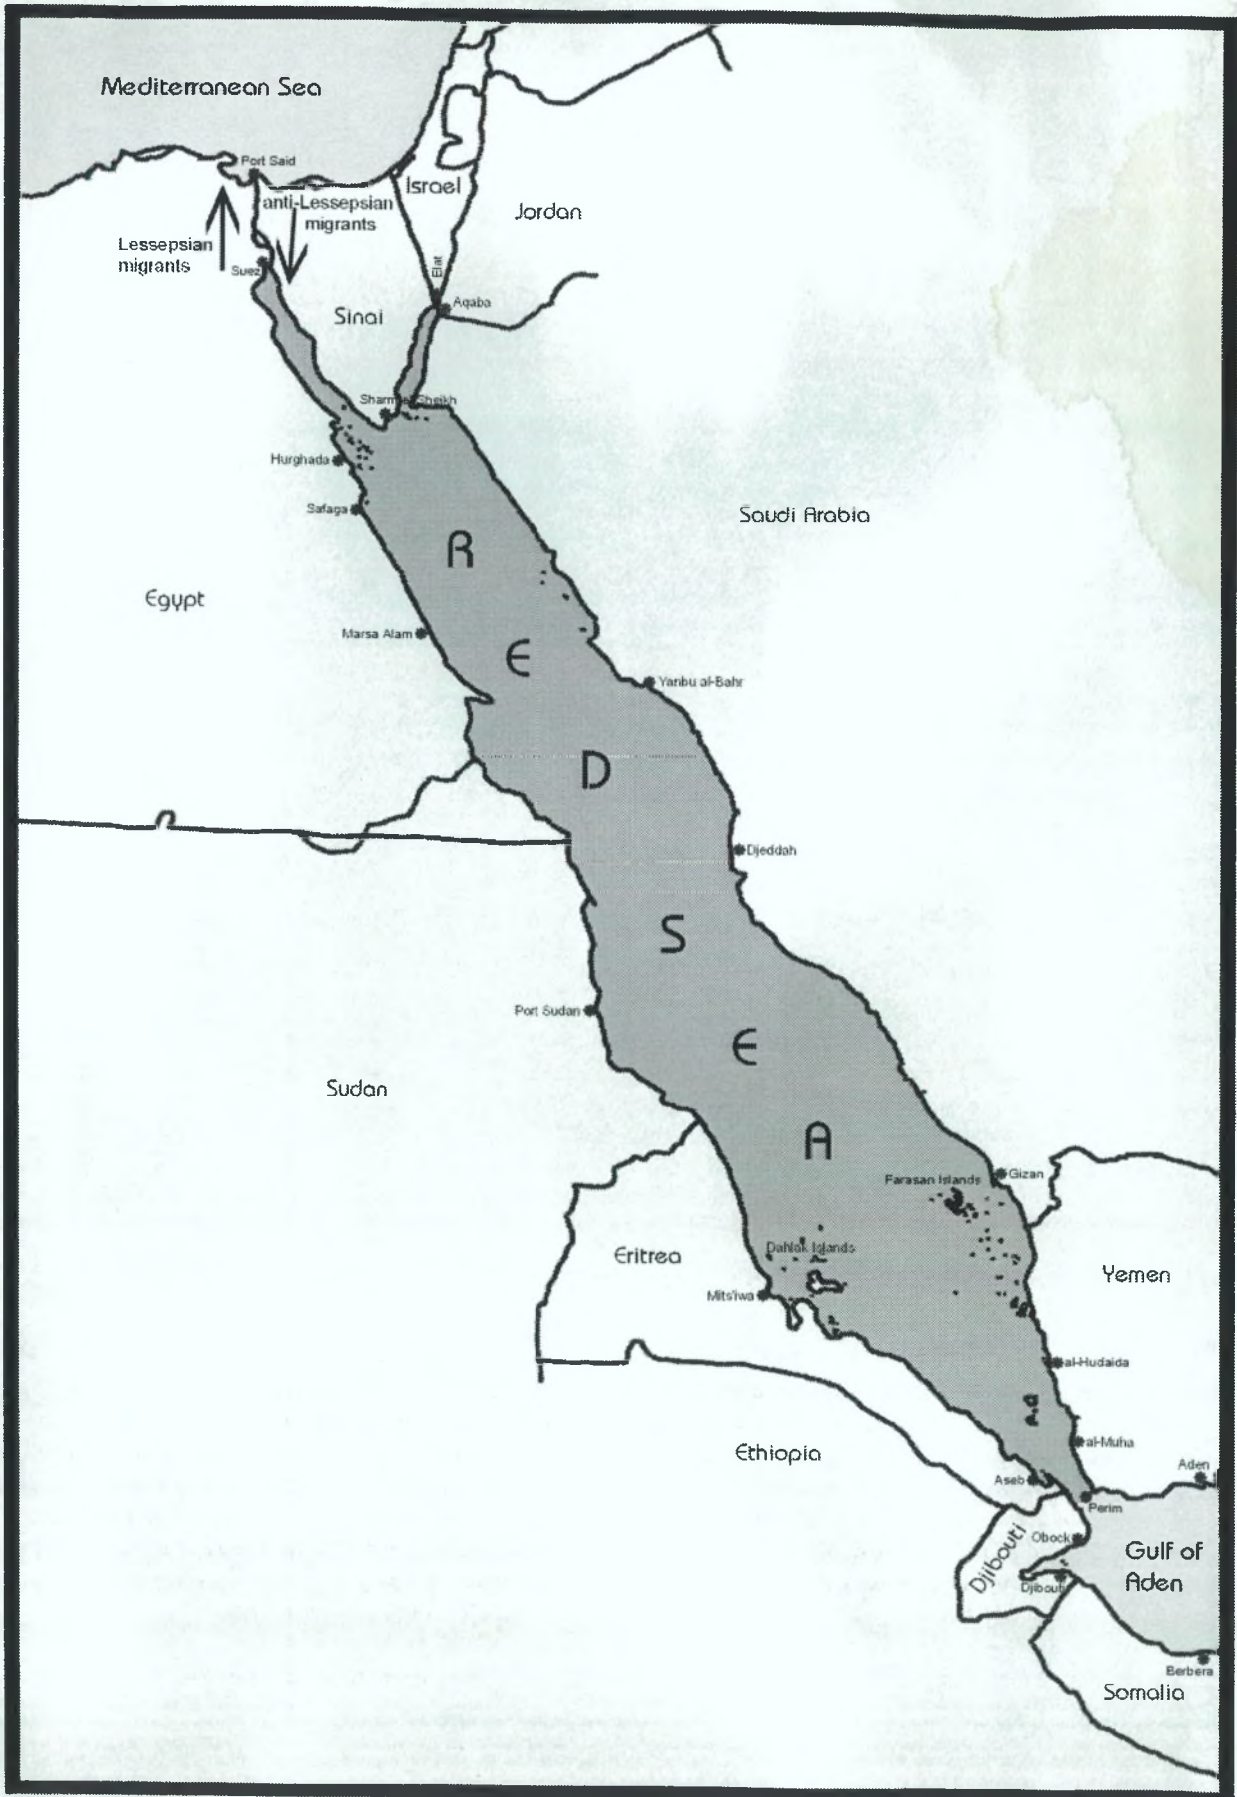 Mediterranean Sea
Port Said
Israel
anti-Lessepsian
migrants
Jordan
Lessepsian
migrants
Suez
Elat
Aqaba
Sinai
Sharm el Sheikh
Hurghada
Safaga
Saudi Arabia
R
Egypt
Marsa Alam
E
Yanbu al-Bahr
D
Djeddah
S
Port Sudan
E
Sudan
A
Gizan
Farasan Islands
Dahlak Islands
Eritrea
Yemen
Mits'iwa
al-Hudaida
al-Muha
Ethiopia
Aden
Aseb
Perim
Obock
Djibouti
Gulf of
Aden
Djibouti
Berbera
Somalia